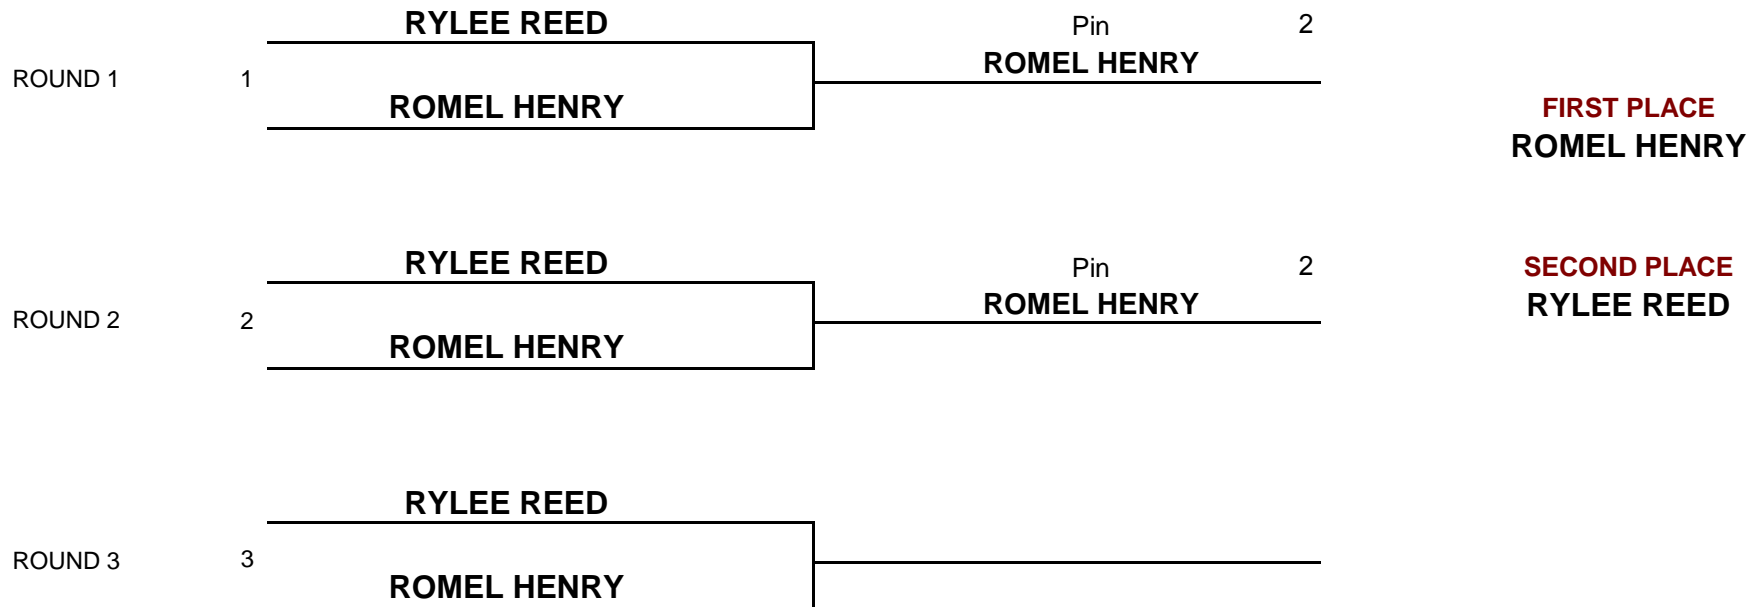 RYLEE REED
Pin 2
ROMEL HENRY
ROUND 1 1
ROMEL HENRY
FIRST PLACE
ROMEL HENRY
RYLEE REED
Pin 2
SECOND PLACE
ROMEL HENRY
RYLEE REED
ROUND 2 2
ROMEL HENRY
RYLEE REED
ROUND 3 3
ROMEL HENRY